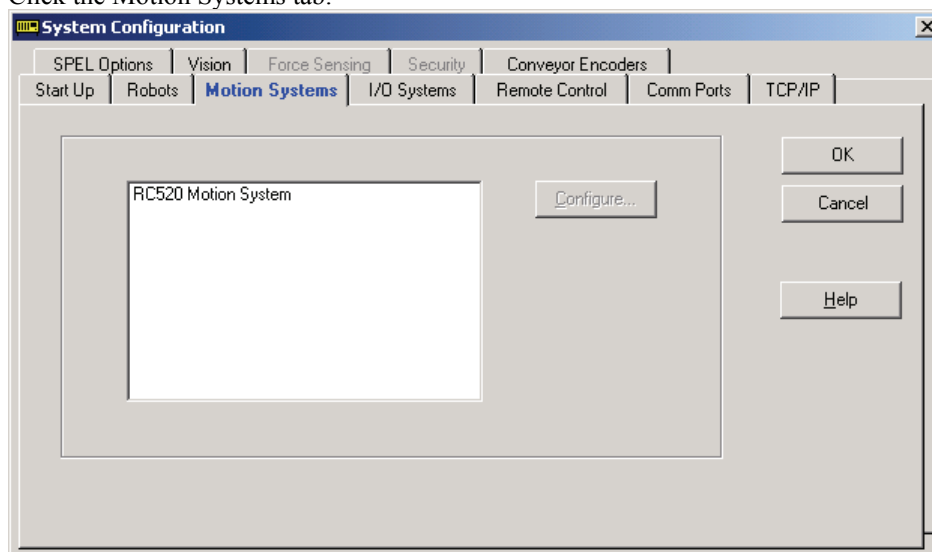 Click the Motion Systems tab.
System Configuration
SPEL Options Vision Force Sensing Security Conveyor Encoders
Start Up Robots Motion Systems I/O Systems Remote Control Comm Ports TCP/IP
OK
RC520 Motion System Configure... Cancel
Help